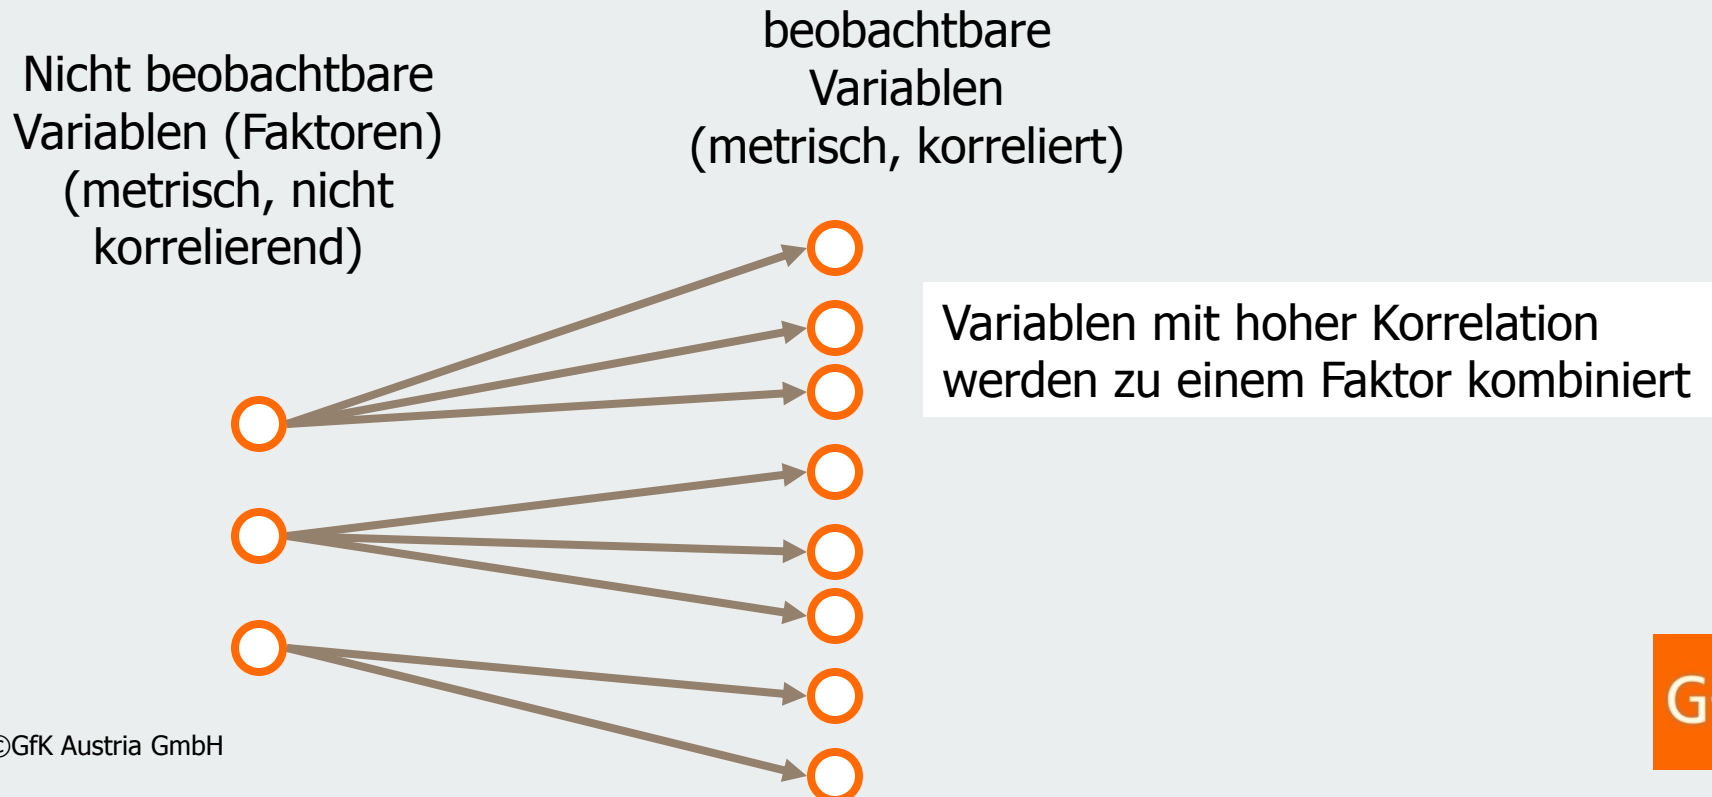 Nicht beobachtbare
Variablen (Faktoren)
(metrisch, nicht
korrelierend)
beobachtbare
Variablen
(metrisch, korreliert)
Variablen mit hoher Korrelation
werden zu einem Faktor kombiniert
©GfK Austria GmbH
G